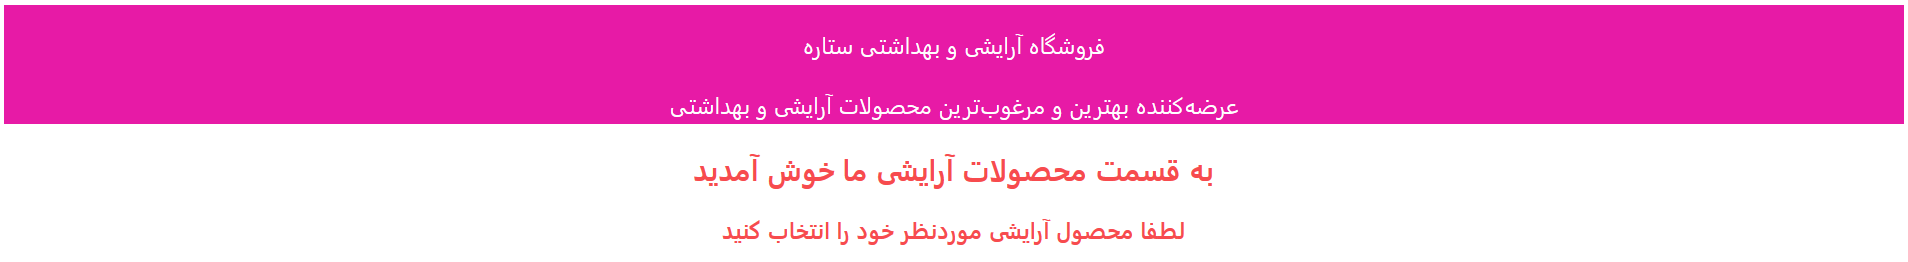 فروشگاه آرایشی و بهداشتی ستاره
عرضه‌کننده بهترین و مرغوب‌ترین محصولات آرایشی و بهداشتی
به قسمت محصولات آرایشی ما خوش آمدید
لطفا محصول آرایشی موردنظر خود را انتخاب کنید